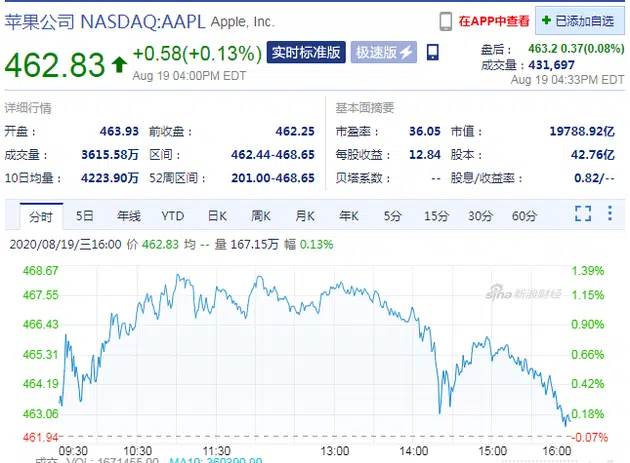 苹果公司 NASDAQ:AAPL Apple, Inc. 在APP中查看 + 已添加自选
462.83 +0.58(+0.13%) 实时标准版 极速版 盘后： 463.2 0.37(0.08%)
Aug 19 04:00PM EDT 成交量： 431,697
Aug 19 04:33PM EDT
详细行情 基本面摘要
开盘： 463.93 前收盘： 462.25 市盈率： 36.05 市值： 19788.92亿
成交量： 3615.58万 区间： 462.44-468.65 每股收益： 12.84 股本： 42.76亿
10日均量： 4223.90万 52周区间： 201.00-468.65 贝塔系数： -- 股息/收益率： 0.82/--
分时 5日 年线 YTD 日K 周K 月K 年K 5分 15分 30分 60分
2020/08/19/三16:00 价 462.83 均 -- 量 167.15万 幅 0.13%
468.67 1.39%
467.55 sina新浪财经 1.15%
466.43 0.90%
465.31 0.66%
464.19 0.42%
463.06 0.18%
461.94 -0.07%
09:30 10:30 11:30 13:00 14:00 15:00 16:00